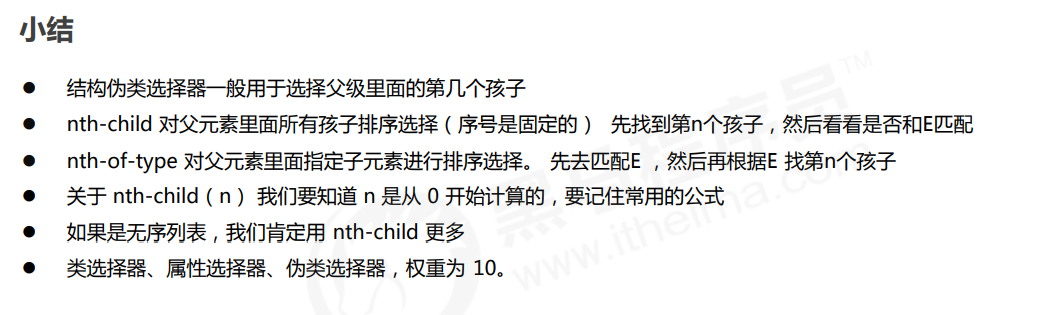 小结
● 结构伪类选择器一般用于选择父级里面的第几个孩子
● nth-child 对父元素里面所有孩子排序选择（序号是固定的） 先找到第n个孩子，然后看看是否和E匹配
● nth-of-type 对父元素里面指定子元素进行排序选择。 先去匹配E ，然后再根据E 找第n个孩子
● 关于 nth-child（n） 我们要知道 n 是从 0 开始计算的，要记住常用的公式
● 如果是无序列表，我们肯定用 nth-child 更多
● 类选择器、属性选择器、伪类选择器，权重为 10。
黑马程序员™
www.itheima.com